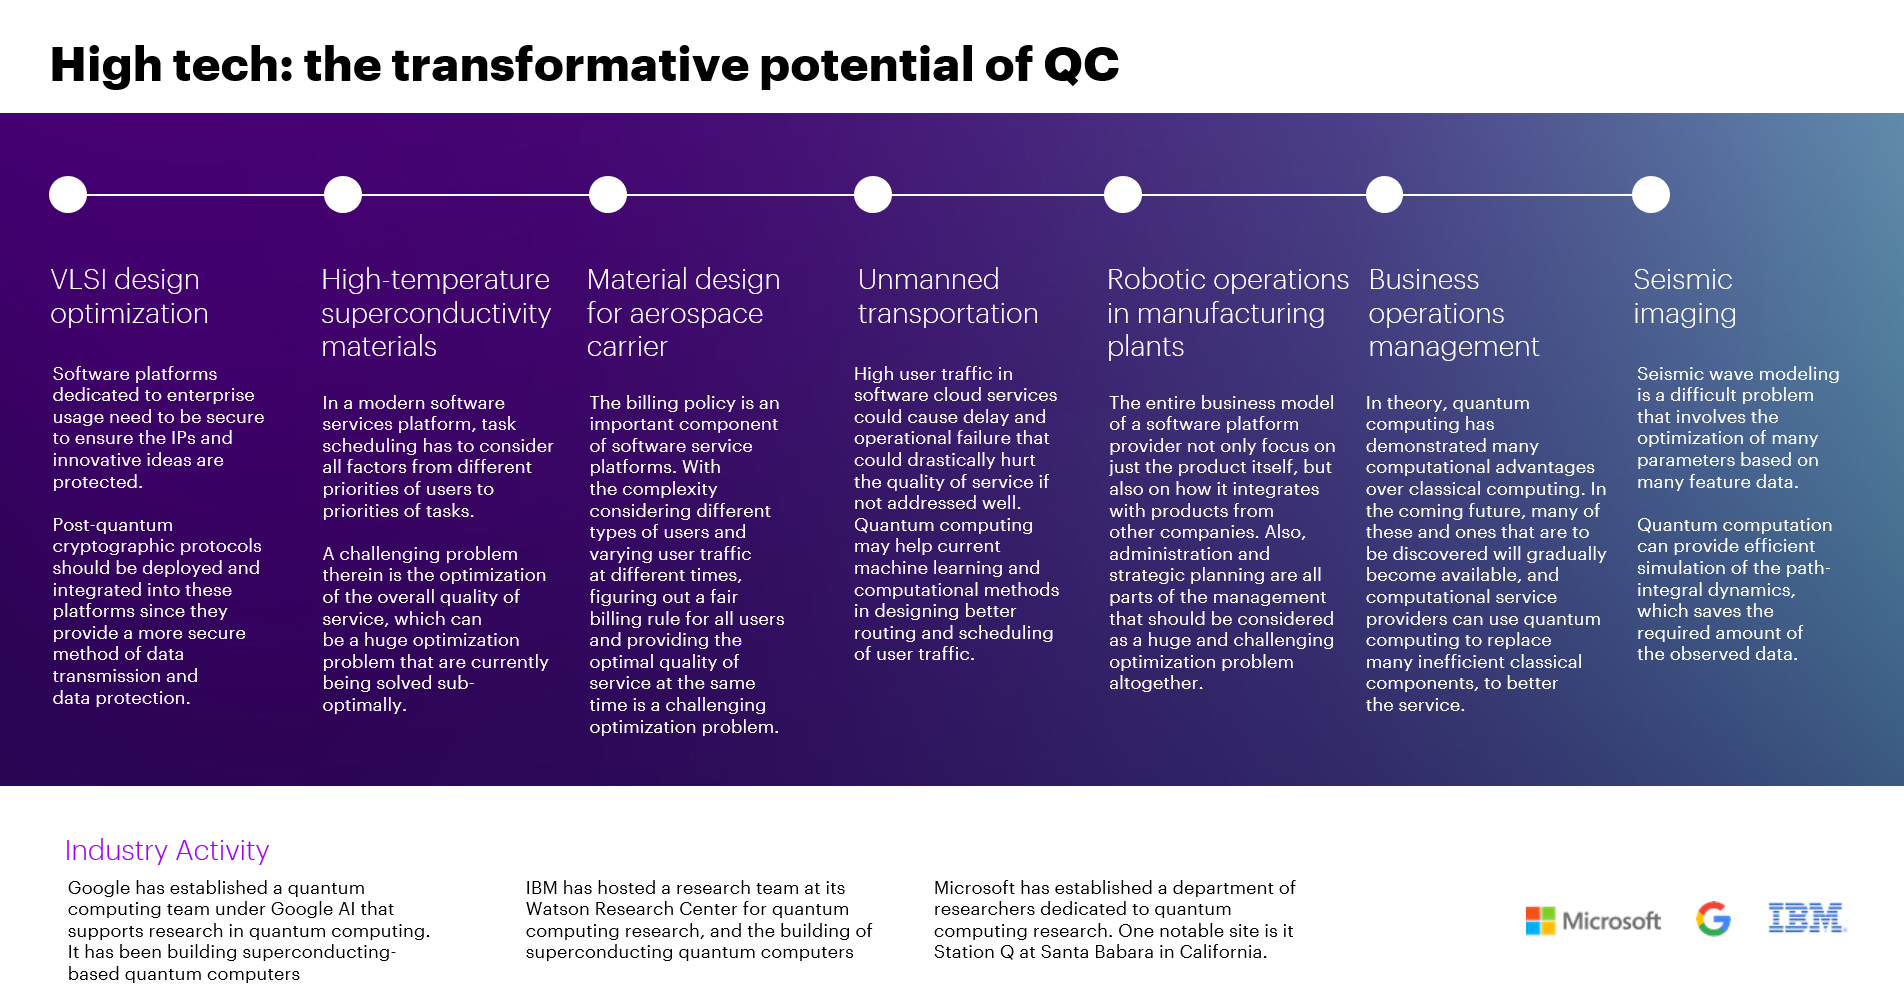 High tech: the transformative potential of QC
VLSI design
optimization
Software platforms
dedicated to enterprise
usage need to be secure
to ensure the IPs and
innovative ideas are
protected.
Post-quantum
cryptographic protocols
should be deployed and
integrated into these
platforms since they
provide a more secure
method of data
transmission and
data protection.
High-temperature
superconductivity
materials
In a modern software
services platform, task
scheduling has to consider
all factors from different
priorities of users to
priorities of tasks.
A challenging problem
therein is the optimization
of the overall quality of
service, which can
be a huge optimization
problem that are currently
being solved sub-
optimally.
Material design
for aerospace
carrier
The billing policy is an
important component
of software service
platforms. With
the complexity
considering different
types of users and
varying user traffic
at different times,
figuring out a fair
billing rule for all users
and providing the
optimal quality of
service at the same
time is a challenging
optimization problem.
Unmanned
transportation
High user traffic in
software cloud services
could cause delay and
operational failure that
could drastically hurt
the quality of service if
not addressed well.
Quantum computing
may help current
machine learning and
computational methods
in designing better
routing and scheduling
of user traffic.
Robotic operations
in manufacturing
plants
The entire business model
of a software platform
provider not only focus on
just the product itself, but
also on how it integrates
with products from
other companies. Also,
administration and
strategic planning are all
parts of the management
that should be considered
as a huge and challenging
optimization problem
altogether.
Business
operations
management
In theory, quantum
computing has
demonstrated many
computational advantages
over classical computing. In
the coming future, many of
these and ones that are to
be discovered will gradually
become available, and
computational service
providers can use quantum
computing to replace
many inefficient classical
components, to better
the service.
Seismic
imaging
Seismic wave modeling
is a difficult problem
that involves the
optimization of many
parameters based on
many feature data.
Quantum computation
can provide efficient
simulation of the path-
integral dynamics,
which saves the
required amount of
the observed data.
Industry Activity
Google has established a quantum
computing team under Google AI that
supports research in quantum computing.
It has been building superconducting-
based quantum computers
IBM has hosted a research team at its
Watson Research Center for quantum
computing research, and the building of
superconducting quantum computers
Microsoft has established a department of
researchers dedicated to quantum
computing research. One notable site is it
Station Q at Santa Babara in California.
Microsoft
G
IBM